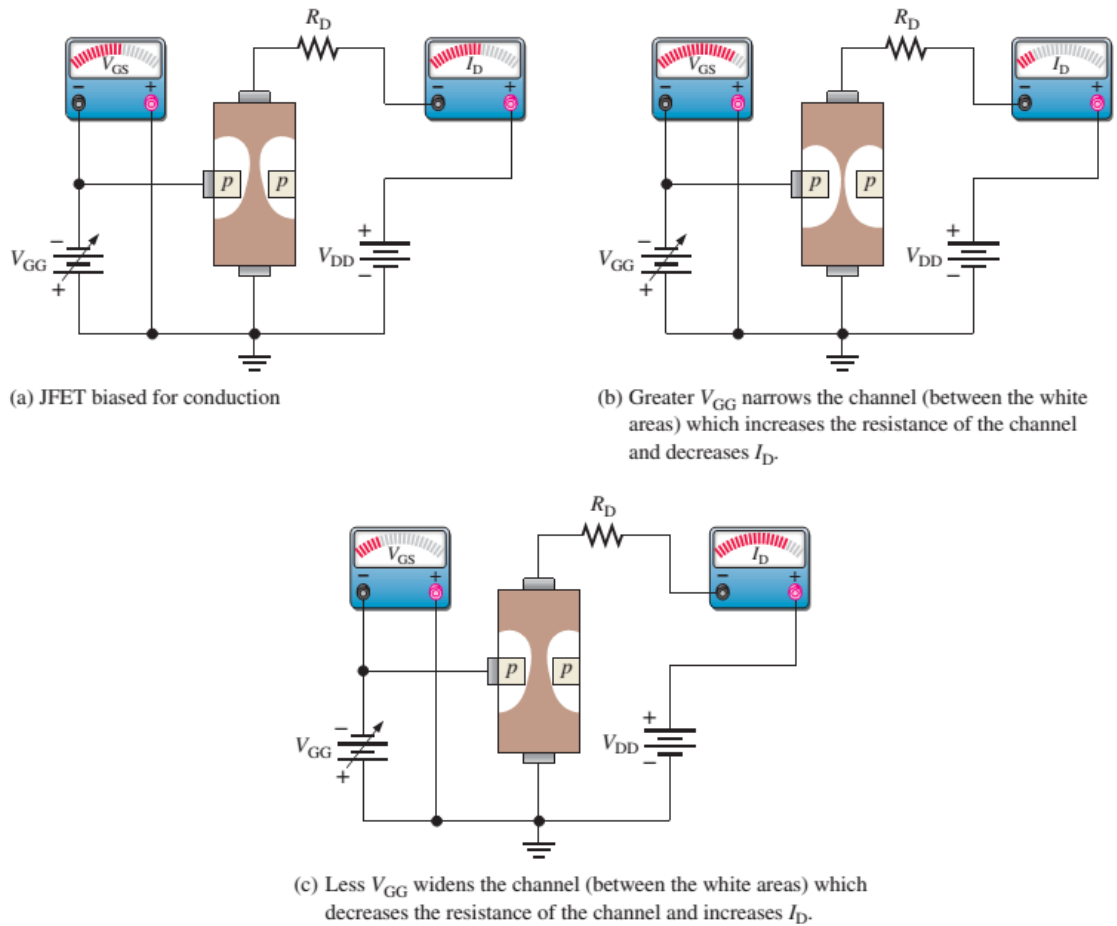 R_D
V_GS
I_D
− +
− +
p p
−
V_GG
+
+
V_DD
−
(a) JFET biased for conduction
R_D
V_GS
I_D
− +
− +
p p
−
V_GG
+
+
V_DD
−
(b) Greater V_GG narrows the channel (between the white
areas) which increases the resistance of the channel
and decreases I_D.
R_D
V_GS
I_D
− +
− +
p p
−
V_GG
+
+
V_DD
−
(c) Less V_GG widens the channel (between the white areas) which
decreases the resistance of the channel and increases I_D.